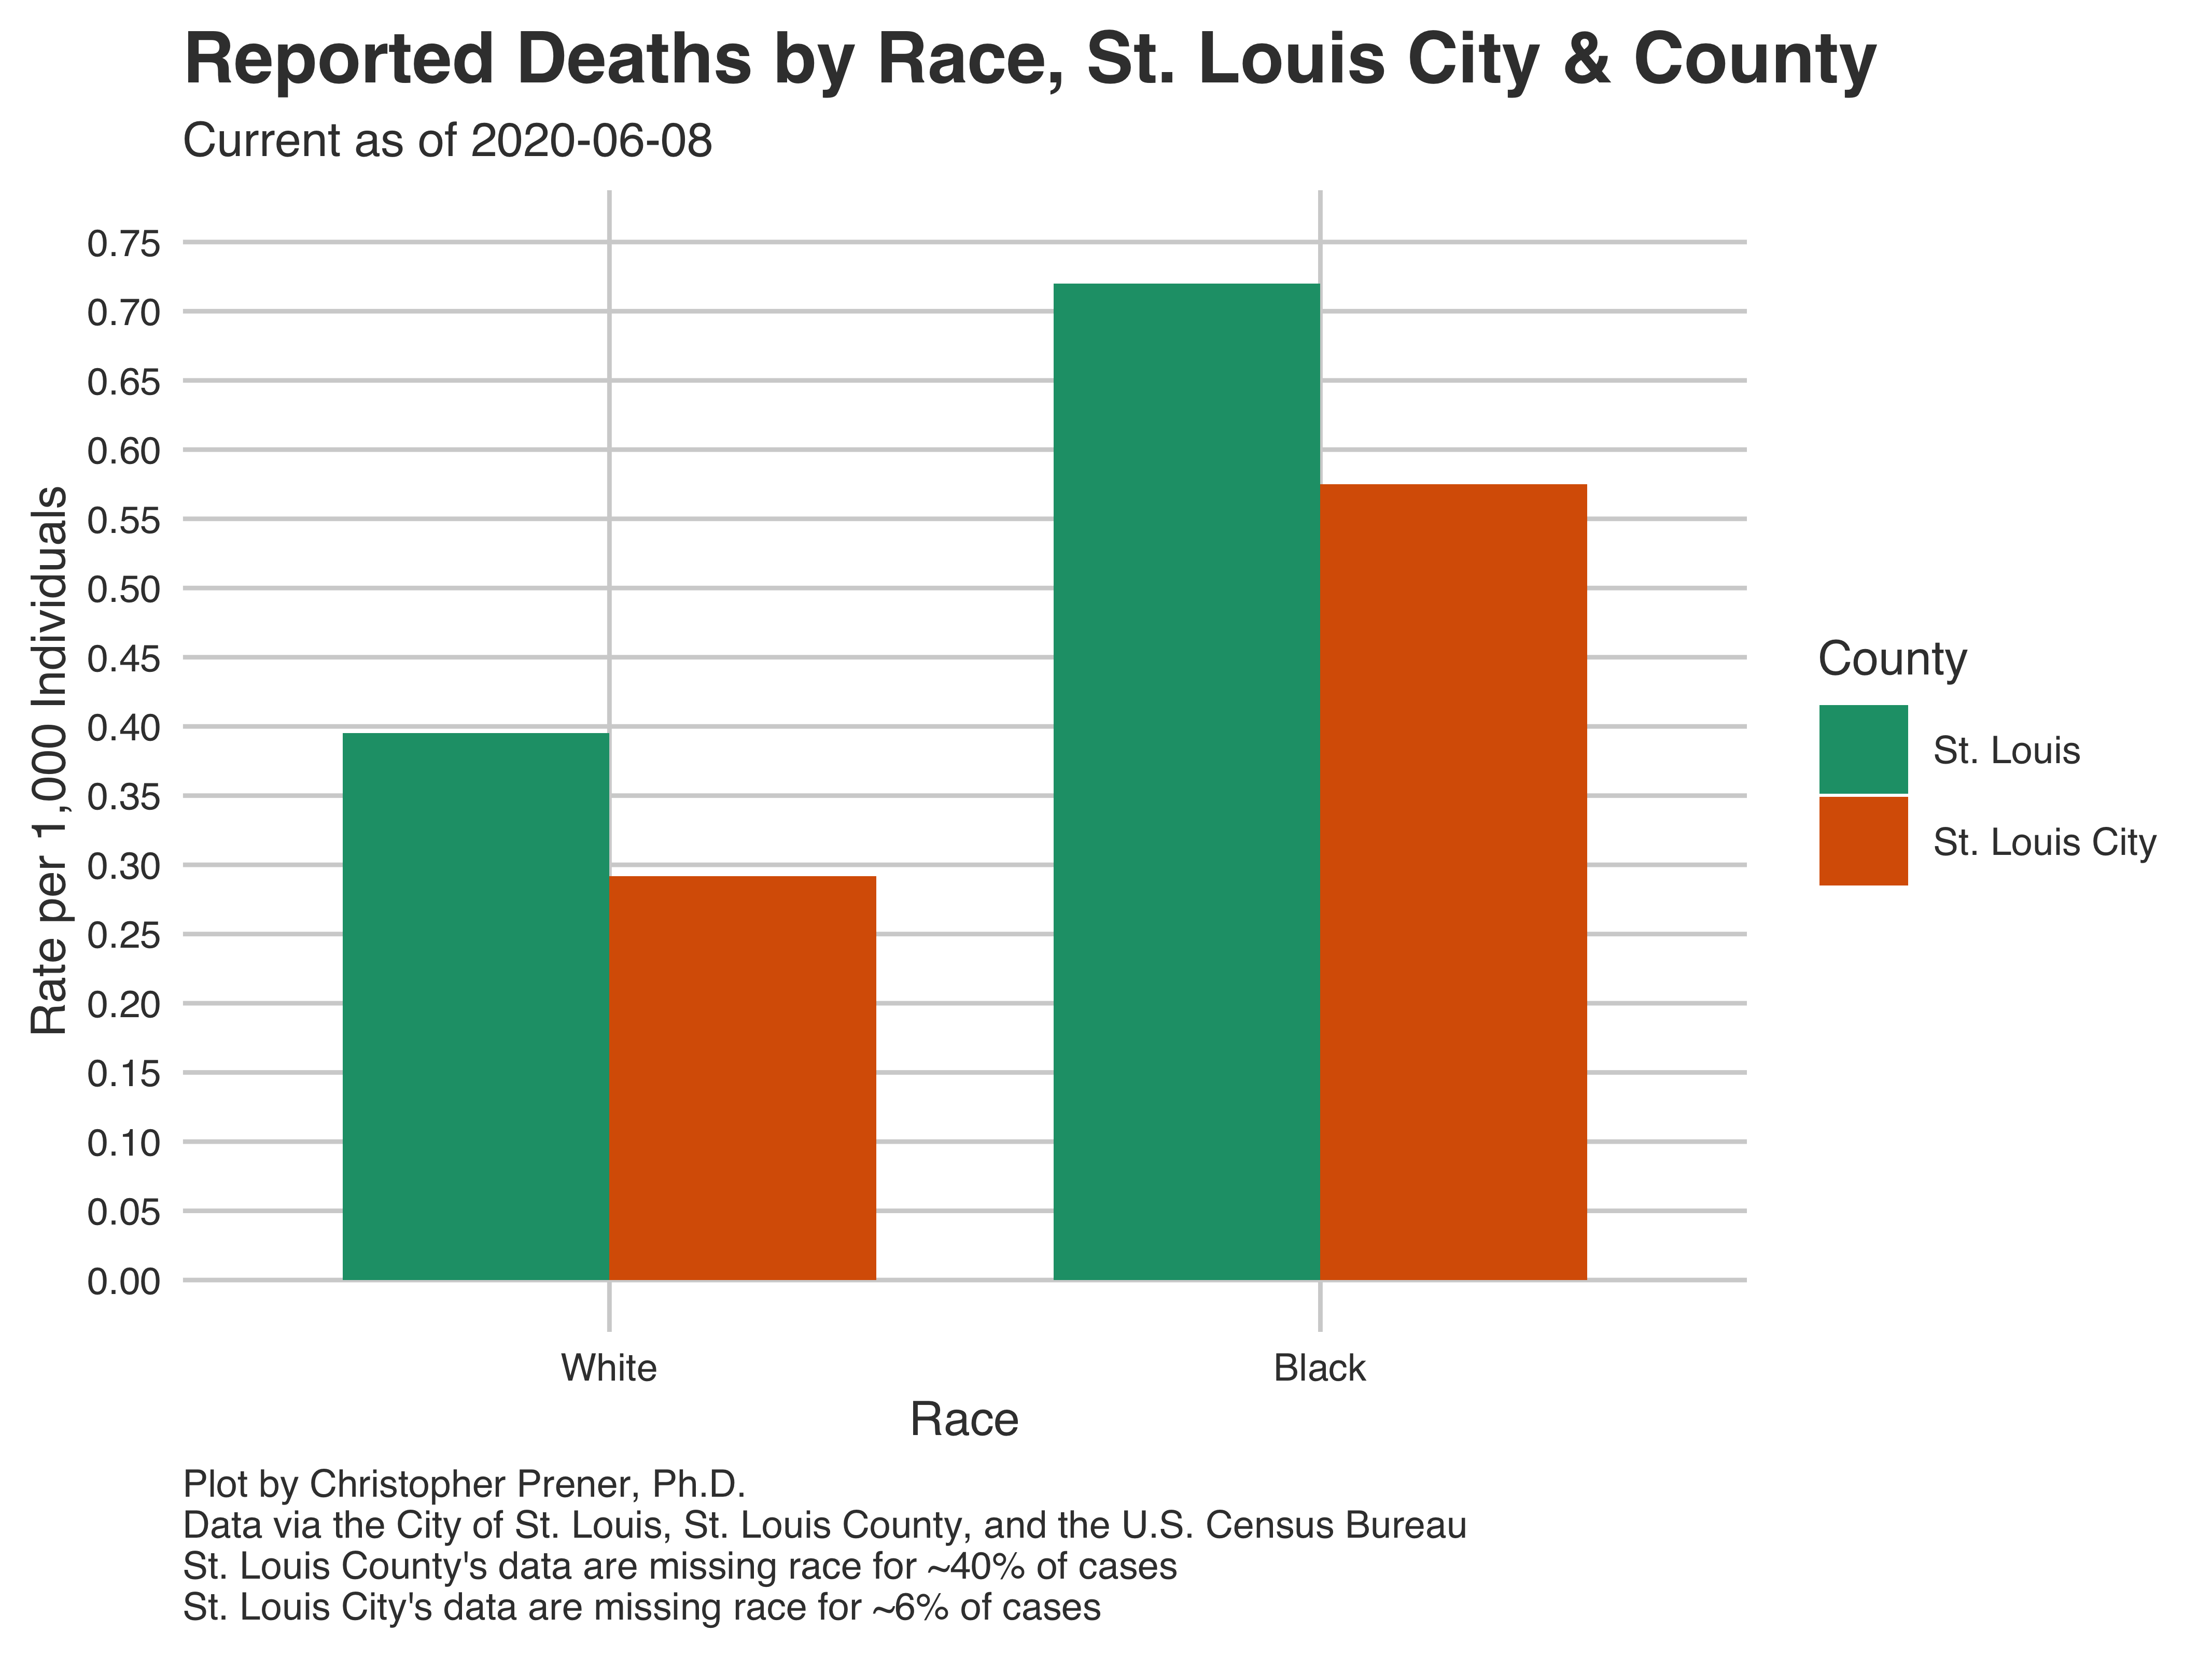 Reported Deaths by Race, St. Louis City & County
Current as of 2020-06-08
Rate per 1,000 Individuals
0.75
0.70
0.65
0.60
0.55
0.50
0.45
0.40
0.35
0.30
0.25
0.20
0.15
0.10
0.05
0.00
White
Black
Race
County
St. Louis
St. Louis City
Plot by Christopher Prener, Ph.D.
Data via the City of St. Louis, St. Louis County, and the U.S. Census Bureau
St. Louis County's data are missing race for ~40% of cases
St. Louis City's data are missing race for ~6% of cases